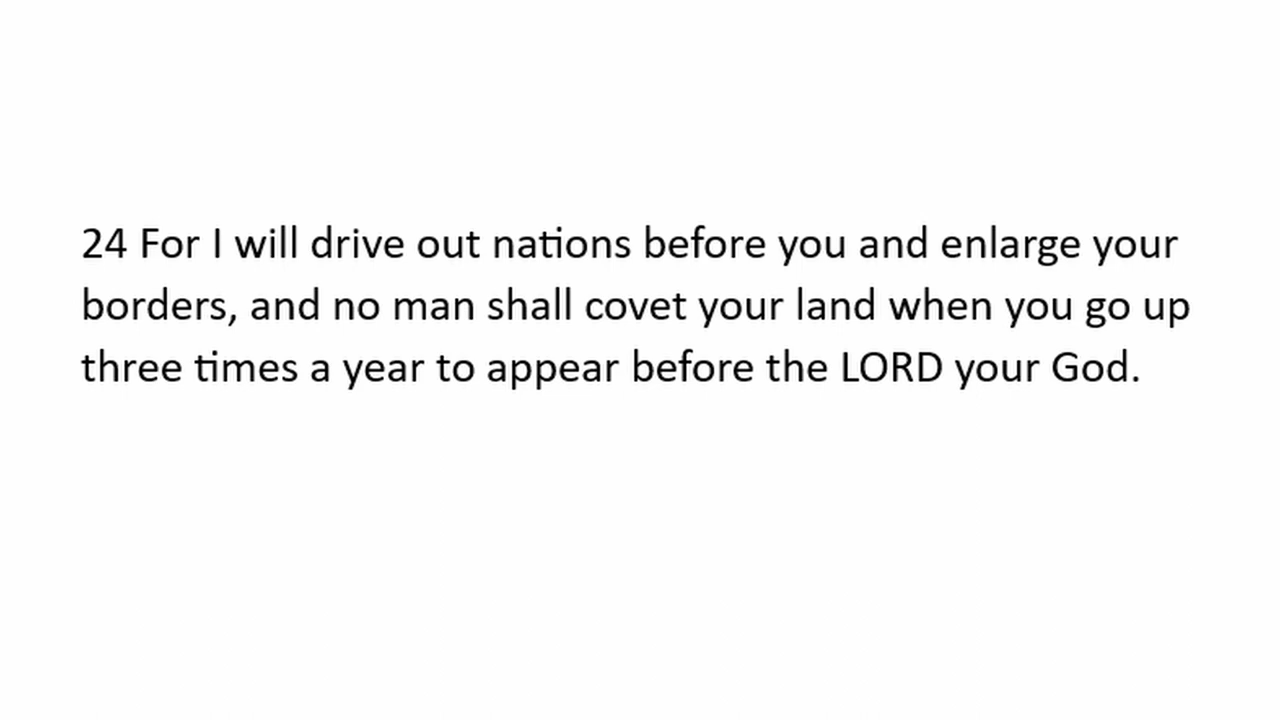 24 For I will drive out nations before you and enlarge your
borders, and no man shall covet your land when you go up
three times a year to appear before the LORD your God.